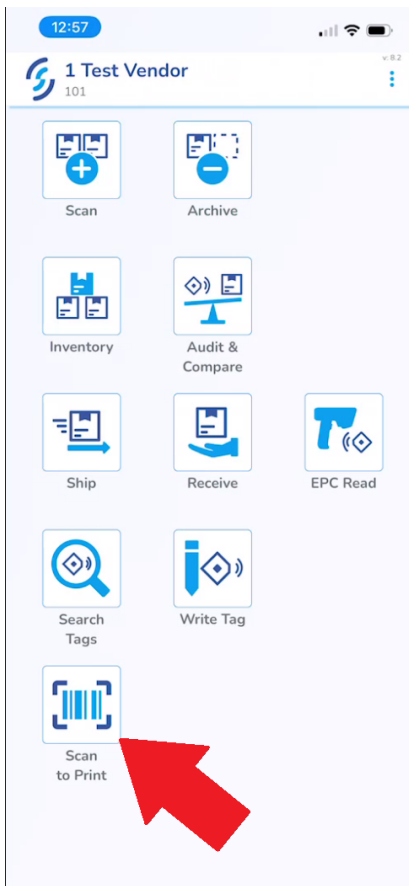 12:57
v. 8.2
1 Test Vendor
101
Scan
Archive
Inventory
Audit &
Compare
Ship
Receive
EPC Read
Search
Tags
Write Tag
Scan
to Print